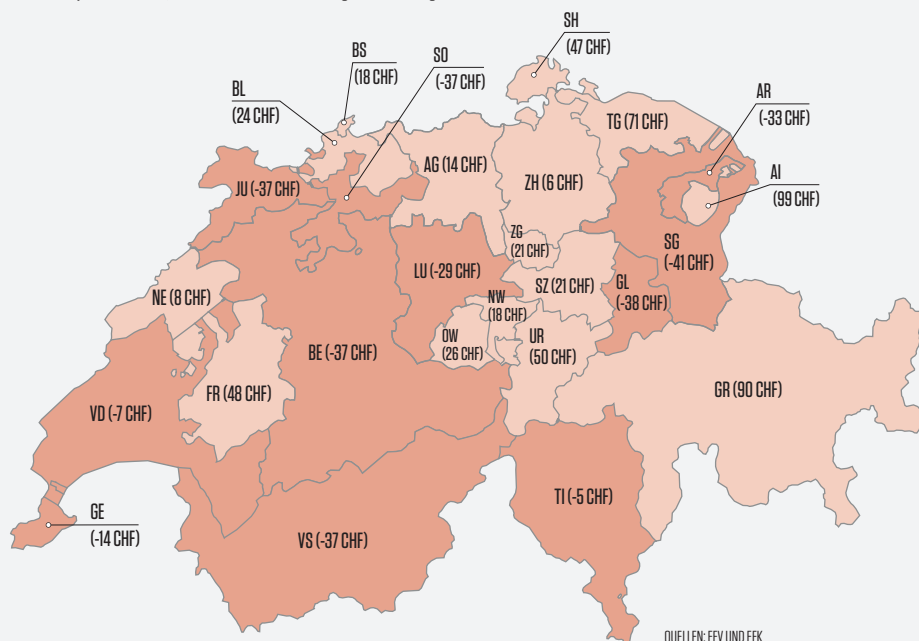 SH
(47 CHF)
BS
(18 CHF)
SO
(-37 CHF)
BL
(24 CHF)
AR
(-33 CHF)
TG (71 CHF)
AG (14 CHF)
ZH (6 CHF)
AI
(99 CHF)
JU (-37 CHF)
ZG
(21 CHF)
SG
(-41 CHF)
LU (-29 CHF)
SZ (21 CHF)
GL
(-38 CHF)
NE (8 CHF)
NW
(18 CHF)
OW
(26 CHF)
UR
(50 CHF)
BE (-37 CHF)
FR (48 CHF)
GR (90 CHF)
VD (-7 CHF)
TI (-5 CHF)
GE
(-14 CHF)
VS (-37 CHF)
QUELLEN: EFV UND EFK